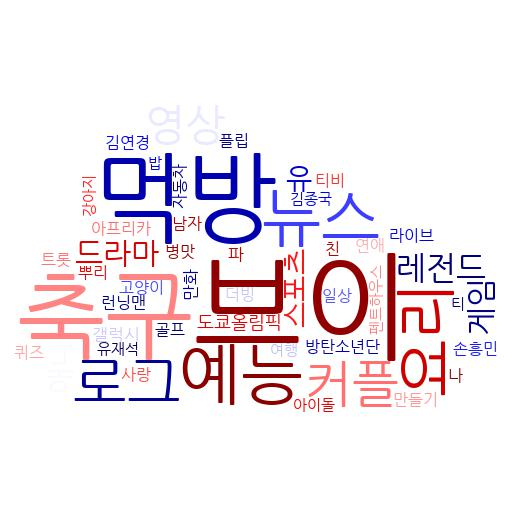 영상
김연경
플립
먹방
밥
자동차
유
티비
강아지
김종국
아프리카
남자
뉴스
라이브
드라마
병맛
파
친
연애
트롯
뿌리
브이
레전드
고양이
만화
더빙
스포츠
일상
펜트하우스
티
게임
축구
런닝맨
갤럭시
골프
도쿄올림픽
리
퀴즈
유재석
예능
여행
방탄소년단
손흥민
로그
사랑
커플
요
나
아이돌
만들기